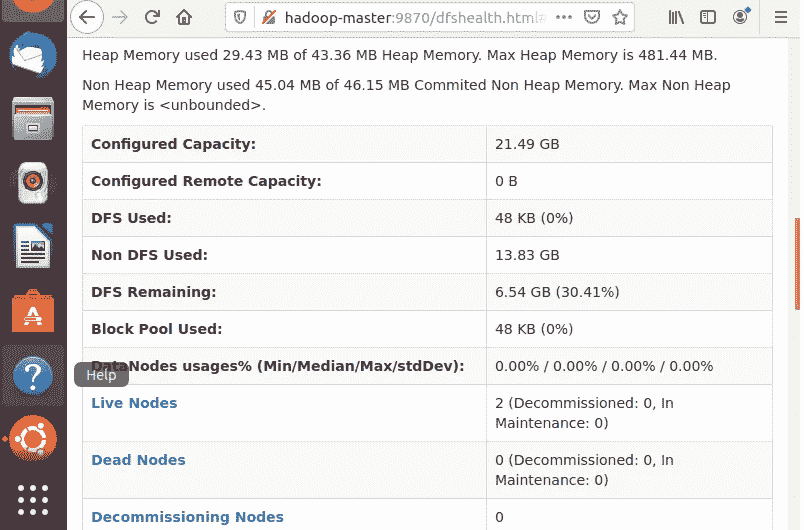 hadoop-master:9870/dfshealth.html
Heap Memory used 29.43 MB of 43.36 MB Heap Memory. Max Heap Memory is 481.44 MB.
Non Heap Memory used 45.04 MB of 46.15 MB Commited Non Heap Memory. Max Non Heap
Memory is <unbounded>.
Configured Capacity: 21.49 GB
Configured Remote Capacity: 0 B
DFS Used: 48 KB (0%)
Non DFS Used: 13.83 GB
DFS Remaining: 6.54 GB (30.41%)
Block Pool Used: 48 KB (0%)
DataNodes usages% (Min/Median/Max/stdDev): 0.00% / 0.00% / 0.00% / 0.00%
Help
Live Nodes 2 (Decommissioned: 0, In
Maintenance: 0)
Dead Nodes 0 (Decommissioned: 0, In
Maintenance: 0)
Decommissioning Nodes 0